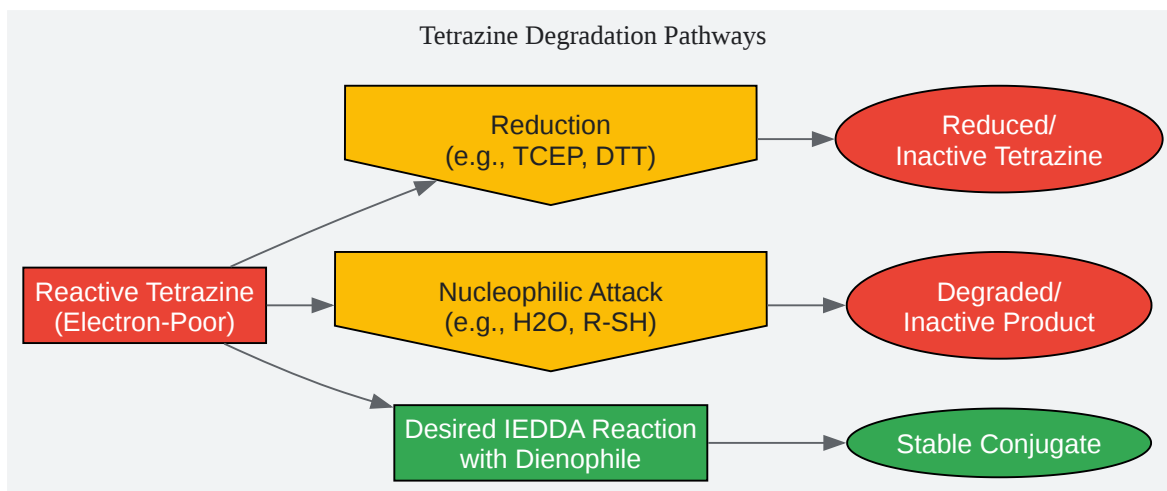 Tetrazine Degradation Pathways
Reduction
(e.g., TCEP, DTT)
Reduced/
Inactive Tetrazine
Reactive Tetrazine
(Electron-Poor)
Nucleophilic Attack
(e.g., H2O, R-SH)
Degraded/
Inactive Product
Desired IEDDA Reaction
with Dienophile
Stable Conjugate